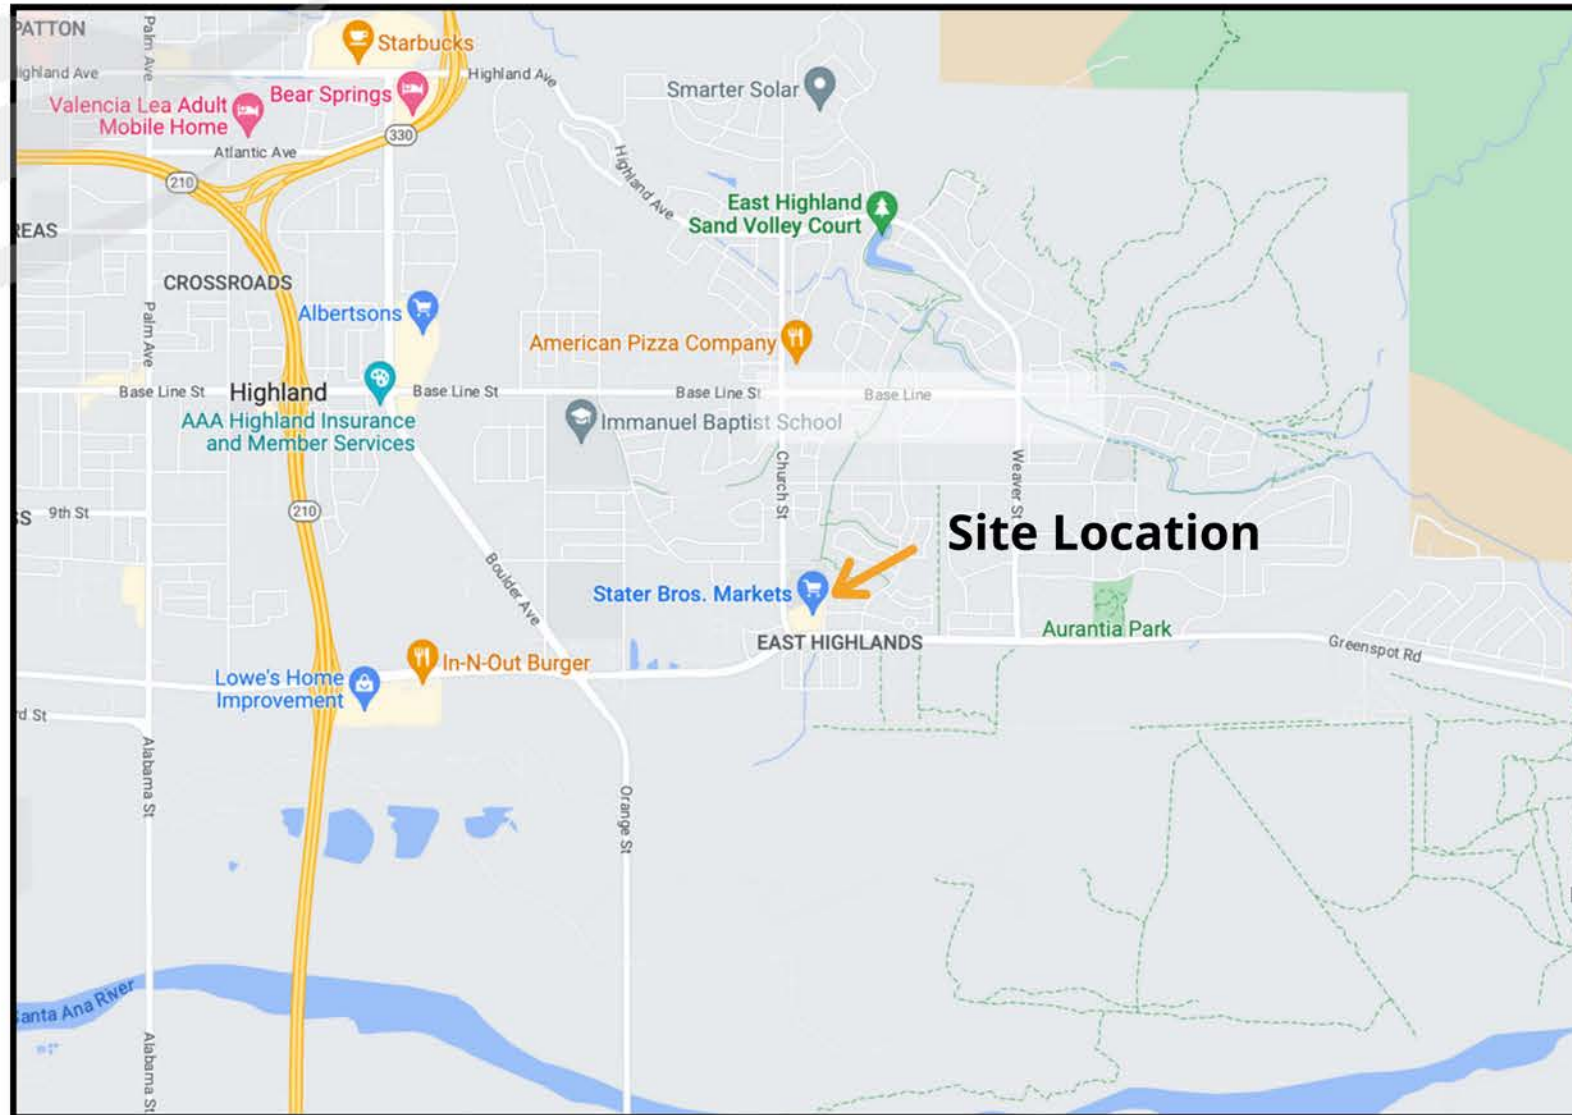 PATTON
Palm Ave
Starbucks
Highland Ave
Highland Ave
Bear Springs
Valencia Lea Adult
Mobile Home
Smarter Solar
330
Atlantic Ave
210
Highland Ave
East Highland
Sand Volley Court
REAS
CROSSROADS
Albertsons
Palm Ave
American Pizza Company
Base Line St
Highland
Base Line St
Base Line St
Base Line
AAA Highland Insurance
and Member Services
Immanuel Baptist School
Church St
Weaver St
9th St
210
Site Location
Boulder Ave
Stater Bros. Markets
EAST HIGHLANDS
Aurantia Park
Greenspot Rd
In-N-Out Burger
Lowe's Home
Improvement
rd St
Alabama St
Orange St
Santa Ana River
Alabama St